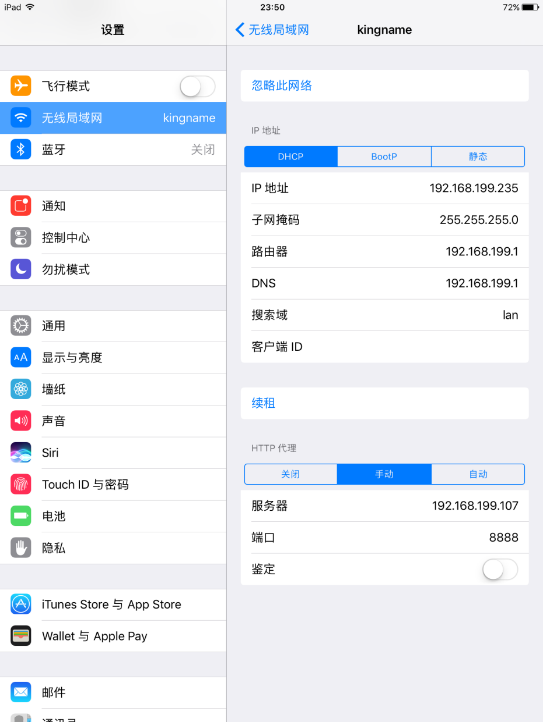 iPad
23:50
72%
设置
飞行模式
无线局域网 kingname
蓝牙 关闭
通知
控制中心
勿扰模式
通用
AA 显示与亮度
墙纸
声音
Siri
Touch ID 与密码
电池
隐私
iTunes Store 与 App Store
Wallet 与 Apple Pay
邮件
通讯录
无线局域网 kingname
忽略此网络
IP 地址
DHCP BootP 静态
IP 地址 192.168.199.235
子网掩码 255.255.255.0
路由器 192.168.199.1
DNS 192.168.199.1
搜索域 lan
客户端 ID
续租
HTTP 代理
关闭 手动 自动
服务器 192.168.199.107
端口 8888
鉴定